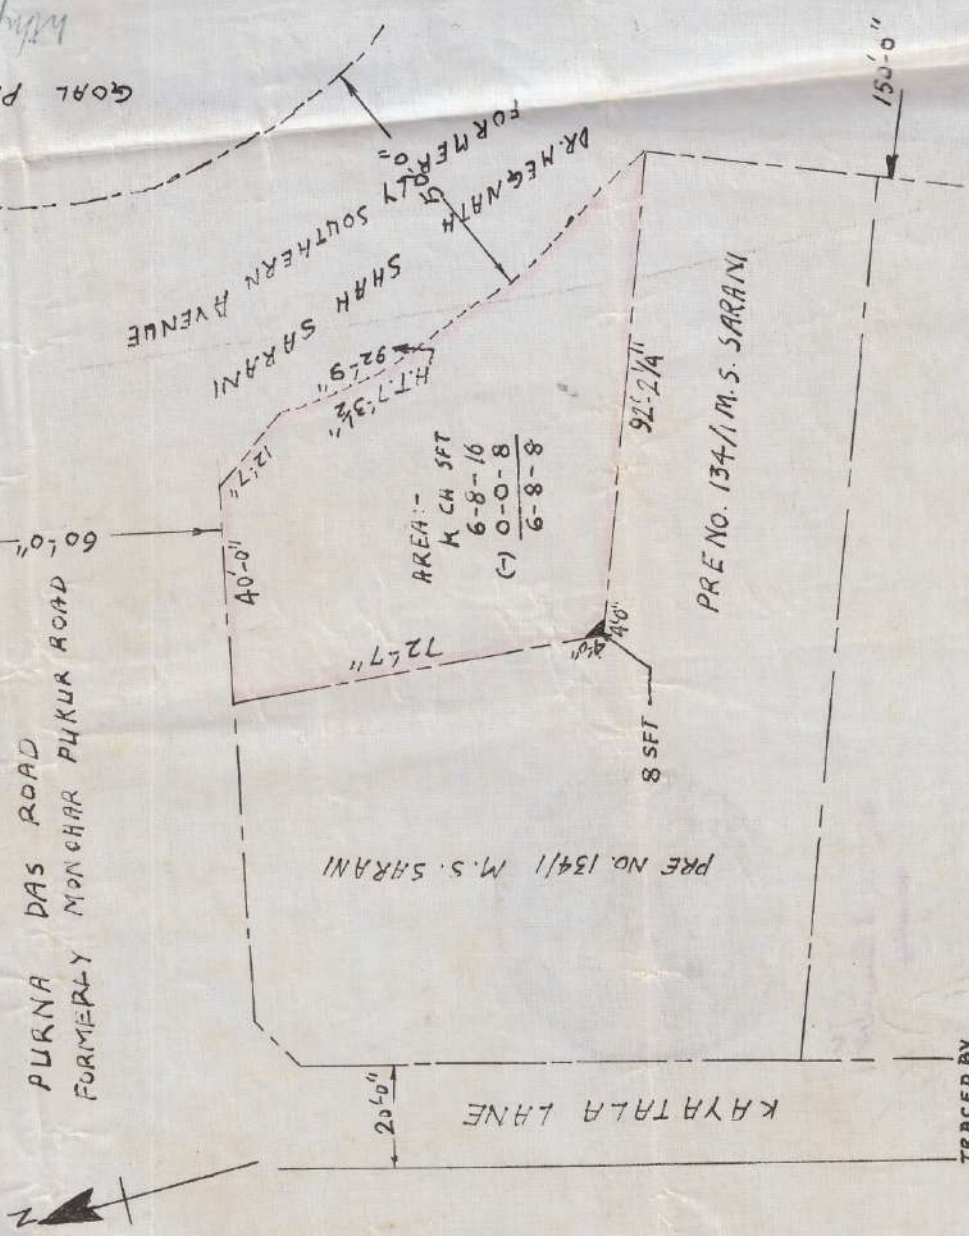 GOAL P
60'-0"
PURNA DAS ROAD
FORMERLY MONOHAR PUKUR ROAD
DR. MEGNATH
SHAH SARANI
FORMERLY
SOUTHERN AVENUE
40'-0"
12'-7"
92'-9"
H.T. 7'-3½"
AREA:-
K CH SFT
6-8-16
(-) 0-0-8
6-8-8
72'-7"
92'-2¼"
4'0"
4'0"
8 SFT
PRE NO. 134/1 M.S. SARANI
PRE NO. 134/1 M.S. SARANI
150'-0"
20'-0"
KAYATALA LANE
N
TRACED BY